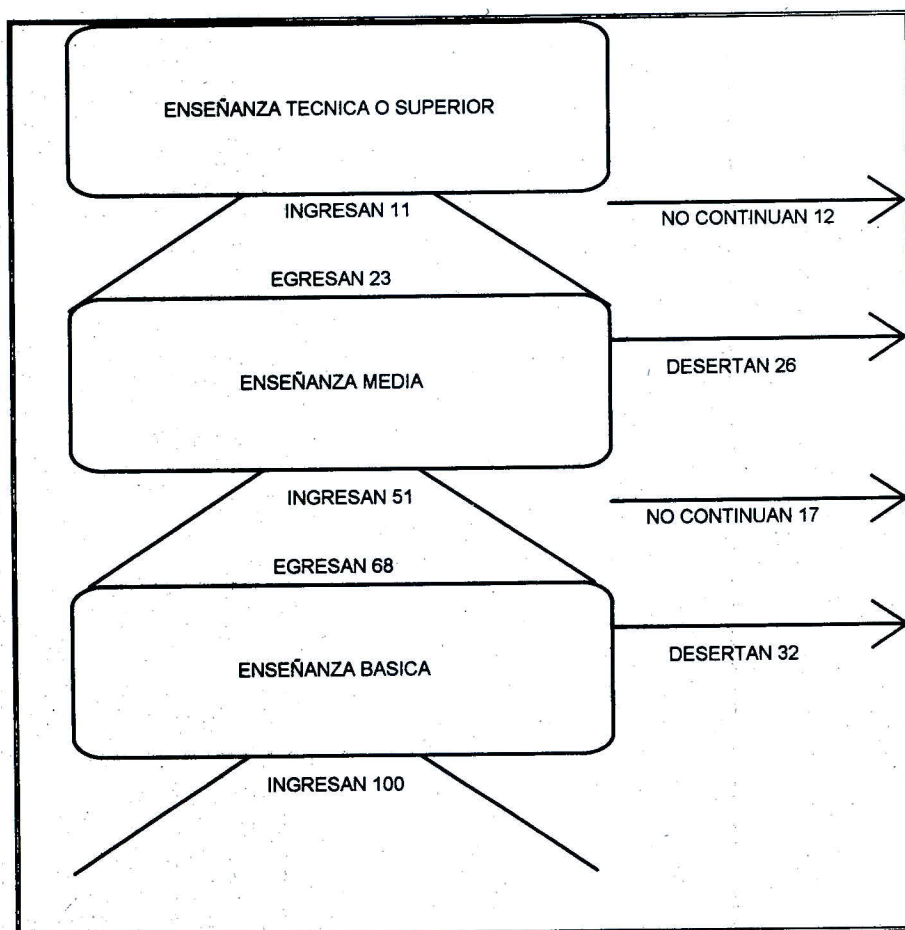 ENSEÑANZA TECNICA O SUPERIOR
INGRESAN 11
NO CONTINUAN 12
EGRESAN 23
DESERTAN 26
ENSEÑANZA MEDIA
INGRESAN 51
NO CONTINUAN 17
EGRESAN 68
DESERTAN 32
ENSEÑANZA BASICA
INGRESAN 100